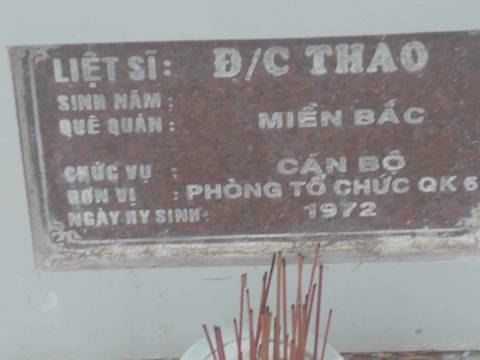 LIỆT SĨ: Đ/C THAO
SINH NĂM :
QUÊ QUÁN : MIỀN BẮC
CHỨC VỤ : CÁN BỘ
ĐƠN VỊ : PHÒNG TỔ CHỨC QK 6
NGÀY HY SINH: 1972